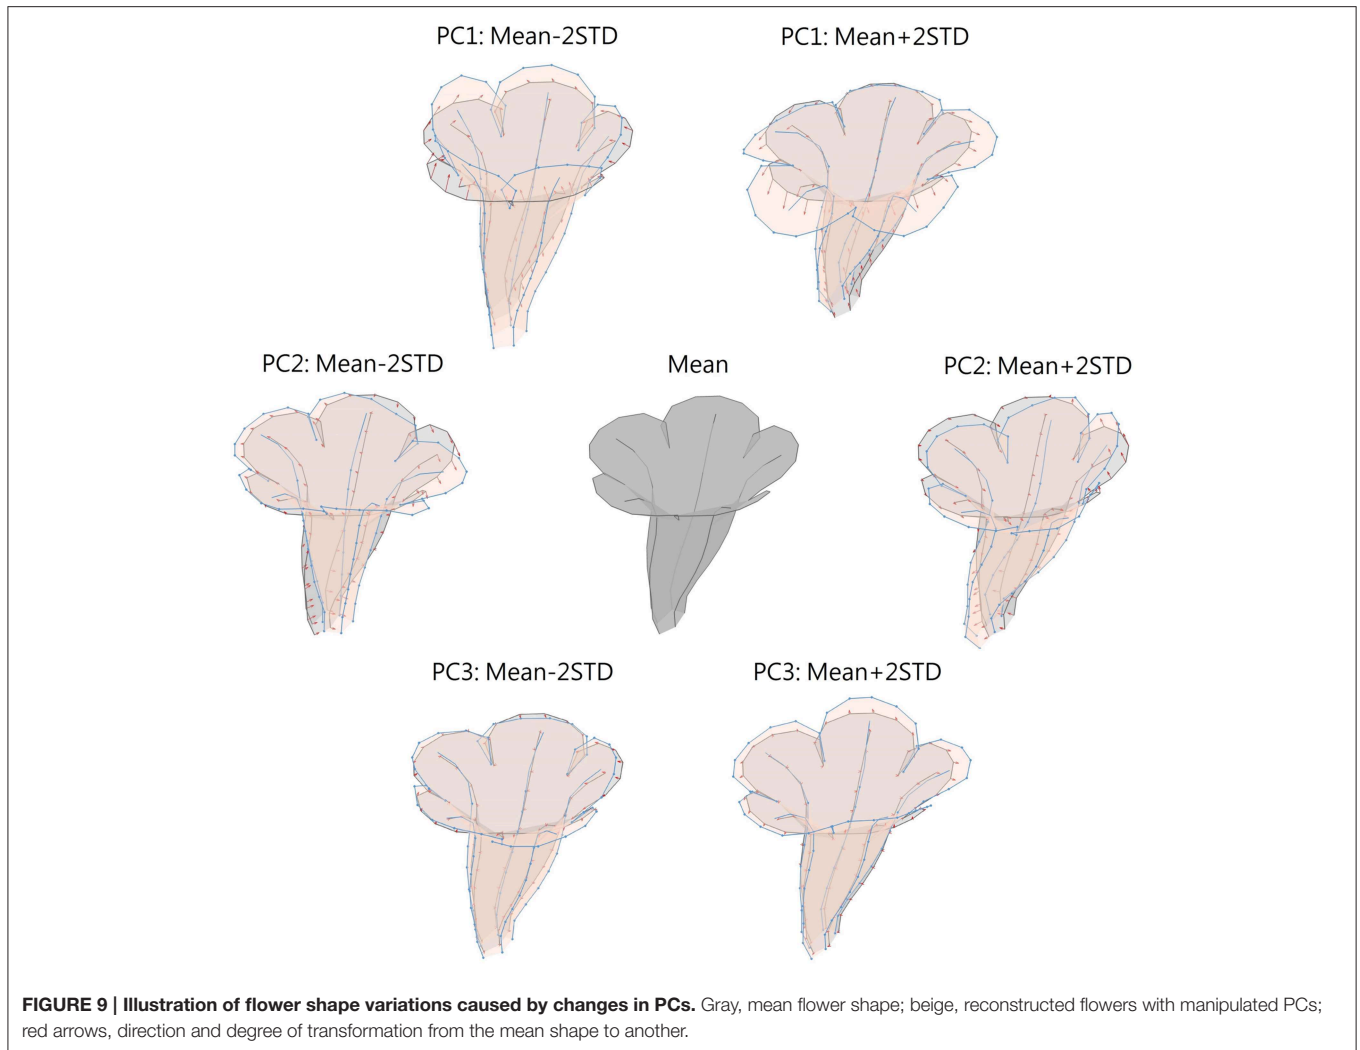 PC1: Mean-2STD
PC1: Mean+2STD
PC2: Mean-2STD
Mean
PC2: Mean+2STD
PC3: Mean-2STD
PC3: Mean+2STD
FIGURE 9 | Illustration of flower shape variations caused by changes in PCs. Gray, mean flower shape; beige, reconstructed flowers with manipulated PCs;
red arrows, direction and degree of transformation from the mean shape to another.